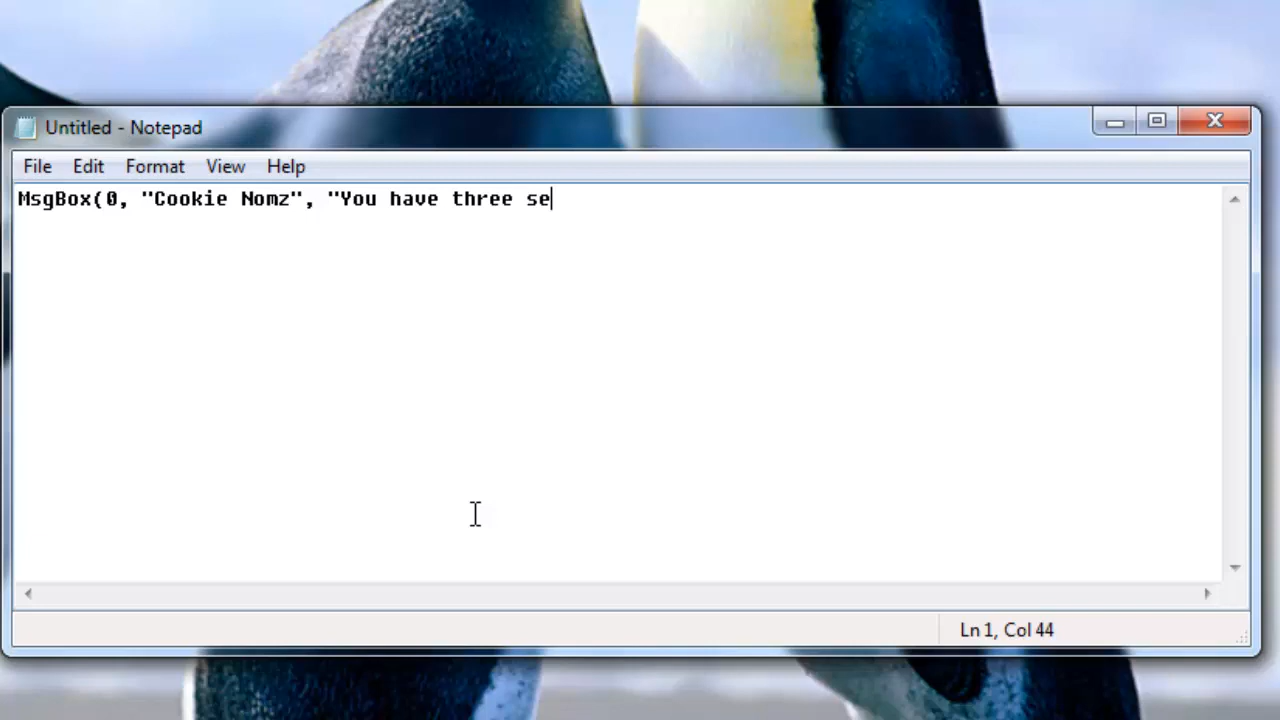 Untitled - Notepad
File Edit Format View Help
MsgBox(0, "Cookie Nomz", "You have three se
Ln 1, Col 44